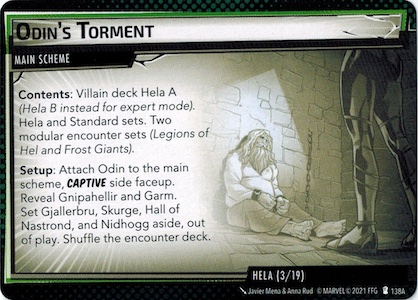 ODIN'S TORMENT
MAIN SCHEME
Contents: Villain deck Hela A
(Hela B instead for expert mode).
Hela and Standard sets. Two
modular encounter sets (Legions of
Hel and Frost Giants).
Setup: Attach Odin to the main
scheme, CAPTIVE side faceup.
Reveal Gnipahellir and Garm.
Set Gjallerbru, Skurge, Hall of
Nastrond, and Nidhogg aside, out
of play. Shuffle the encounter deck.
HELA (3/19)
Javier Mena & Anna Rud © MARVEL © 2021 FFG 138A